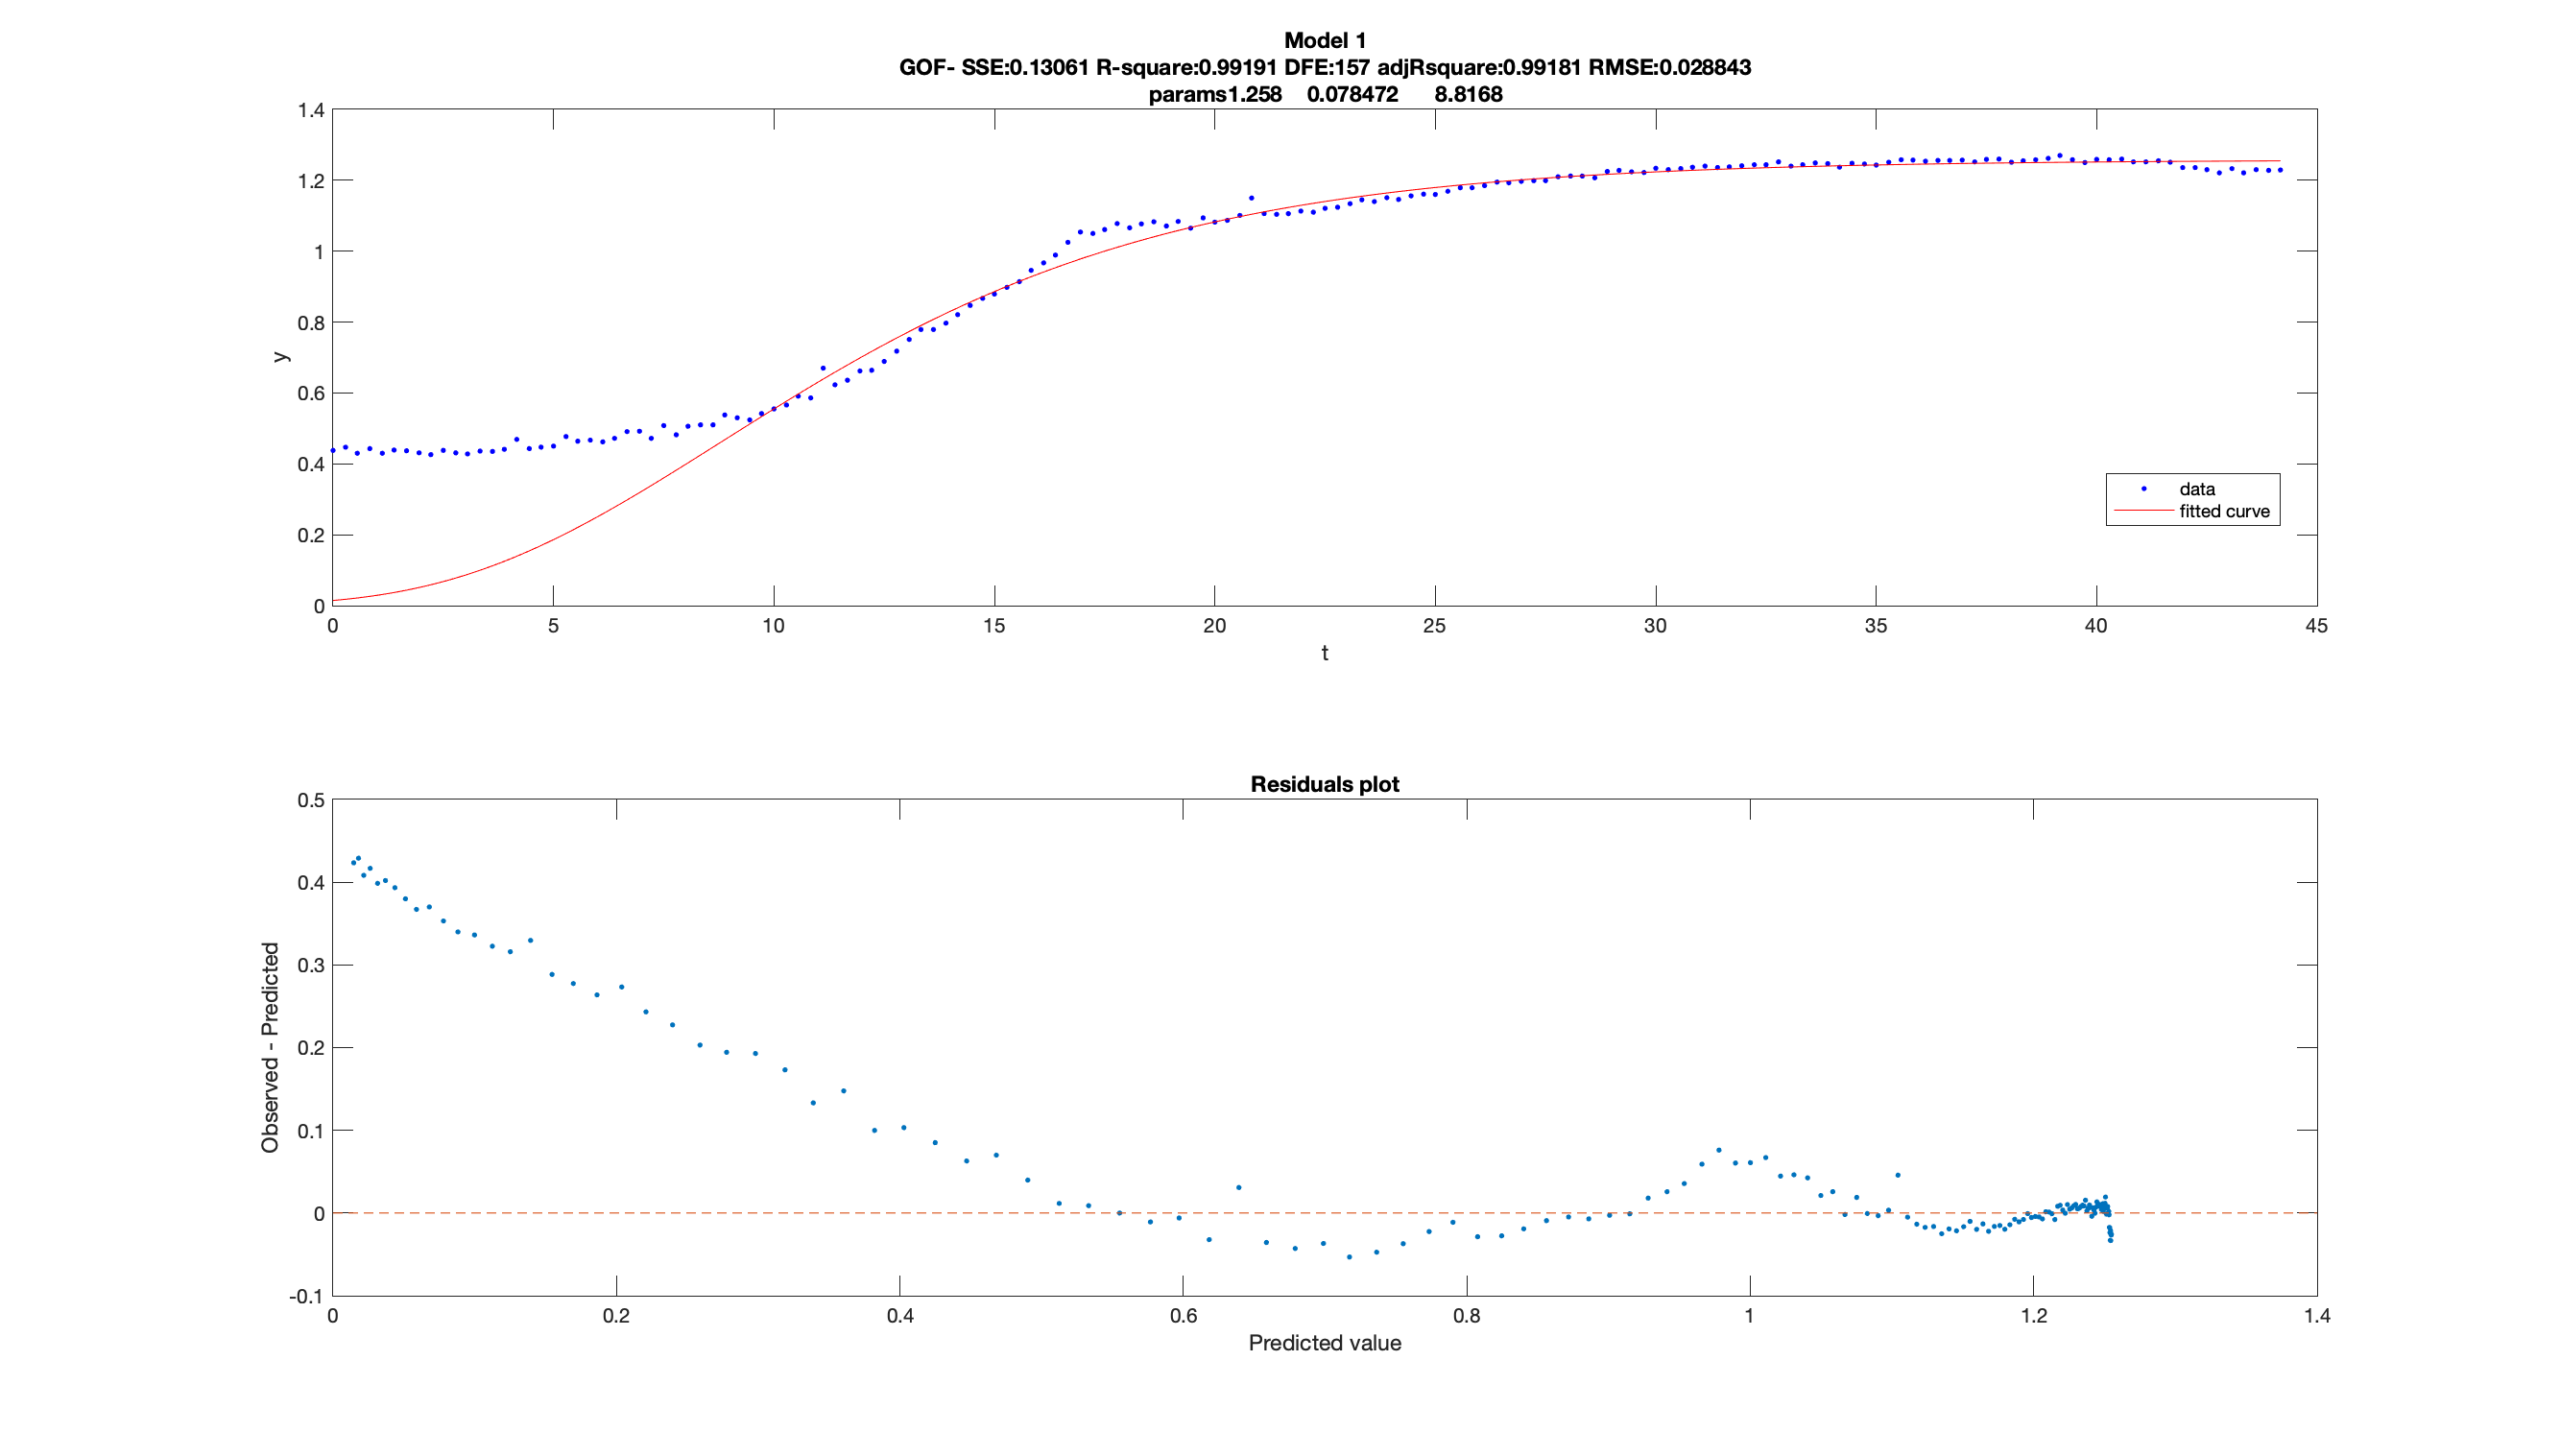 Model 1
GOF- SSE:0.13061 R-square:0.99191 DFE:157 adjRsquare:0.99181 RMSE:0.028843
params1.258 0.078472 8.8168
1.4
1.2
1
0.8
0.6
0.4
0.2
0
y
0 5 10 15 20 25 30 35 40 45
t
data
fitted curve
Residuals plot
0.5
0.4
0.3
0.2
0.1
0
-0.1
Observed - Predicted
0 0.2 0.4 0.6 0.8 1 1.2 1.4
Predicted value